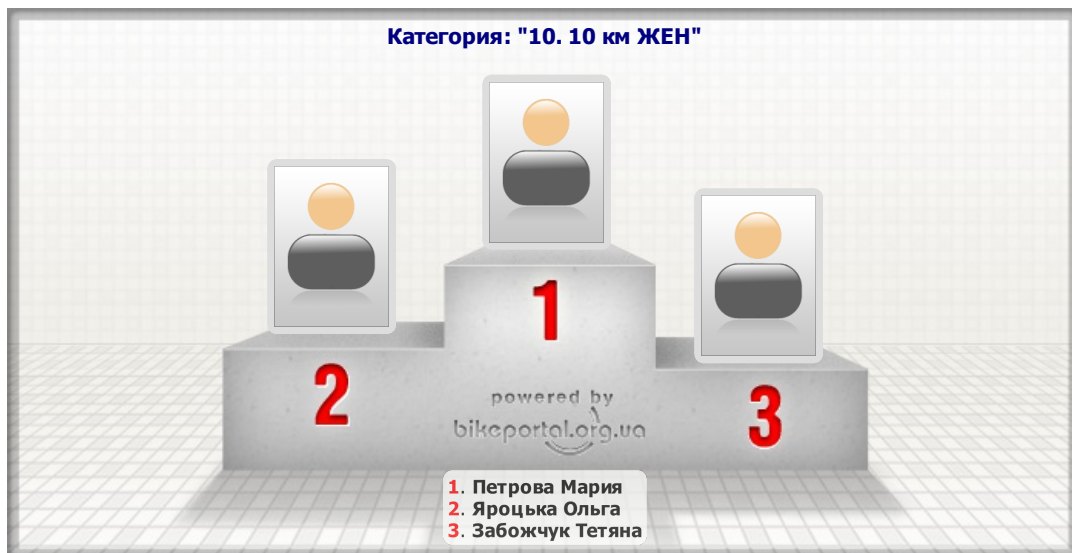 Категория: "10. 10 км ЖЕН"
1
2
3
powered by
bikeportal.org.ua
1. Петрова Мария
2. Яроцька Ольга
3. Забожчук Тетяна